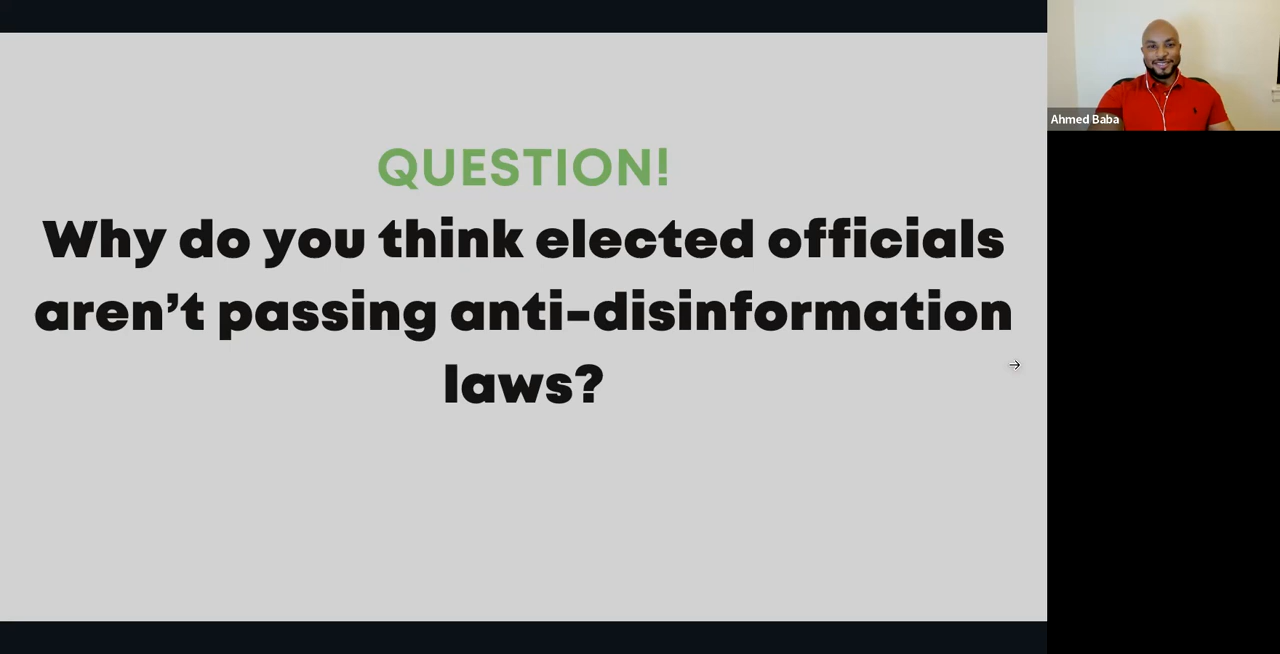 QUESTION!
Why do you think elected officials
aren’t passing anti-disinformation
laws?
Ahmed Baba